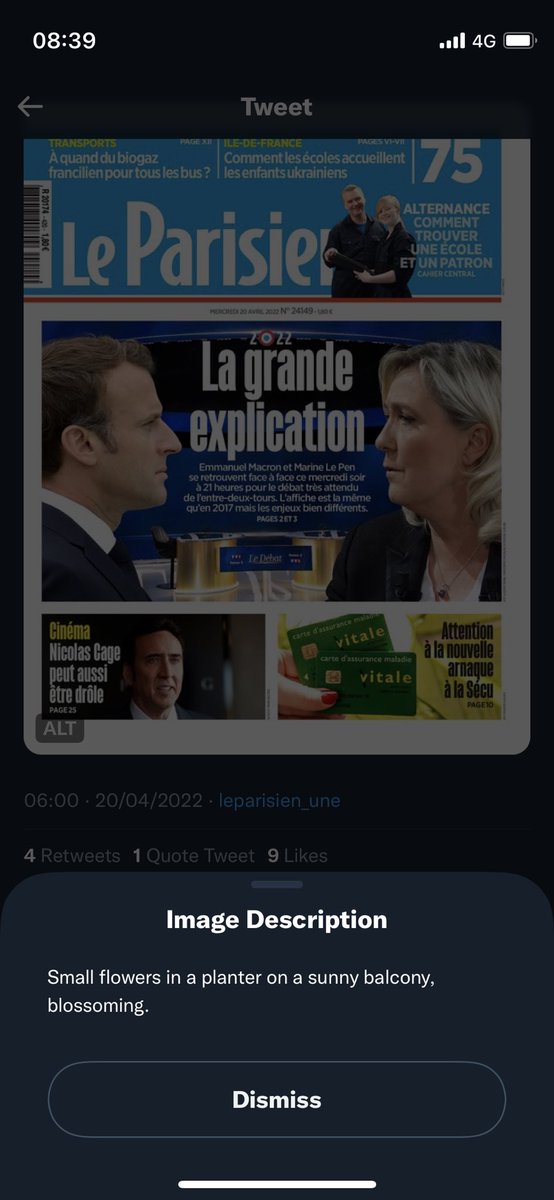 08:39
4G
Tweet
TRANSPORTS
PAGE XII
À quand du biogaz
francilien pour tous les bus ?
ILE-DE-FRANCE
PAGES VI-VII
Comment les écoles accueillent
les enfants ukrainiens
75
Le Parisien
ALTERNANCE
COMMENT
TROUVER
UNE ÉCOLE
ET UN PATRON
CAHIER CENTRAL
MERCREDI 20 AVRIL 2022 N° 24149 - 1,80 €
2022
La grande
explication
Emmanuel Macron et Marine Le Pen
se retrouvent face à face ce mercredi soir
à 21 heures pour le débat très attendu
de l'entre-deux-tours. L'affiche est la même
qu'en 2017 mais les enjeux bien différents.
PAGES 2 ET 3
Le Débat
Cinéma
Nicolas Cage
peut aussi
être drôle
PAGE 25
carte d'assurance maladie
vitale
carte d'assurance maladie
vitale
Attention
à la nouvelle
arnaque
à la Sécu
PAGE 10
ALT
06:00 · 20/04/2022 · leparisien_une
4 Retweets 1 Quote Tweet 9 Likes
Image Description
Small flowers in a planter on a sunny balcony,
blossoming.
Dismiss